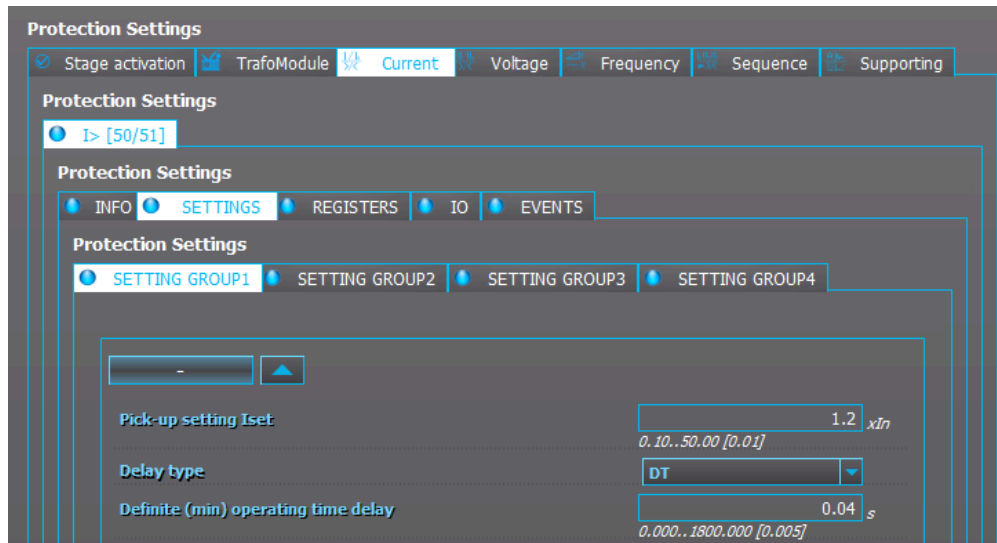 Protection Settings
Stage activation TrafoModule Current Voltage Frequency Sequence Supporting
Protection Settings
I> [50/51]
Protection Settings
INFO SETTINGS REGISTERS IO EVENTS
Protection Settings
SETTING GROUP1 SETTING GROUP2 SETTING GROUP3 SETTING GROUP4
-
Pick-up setting Iset 1.2 xIn
0.10..50.00 [0.01]
Delay type DT
Definite (min) operating time delay 0.04 s
0.000..1800.000 [0.005]